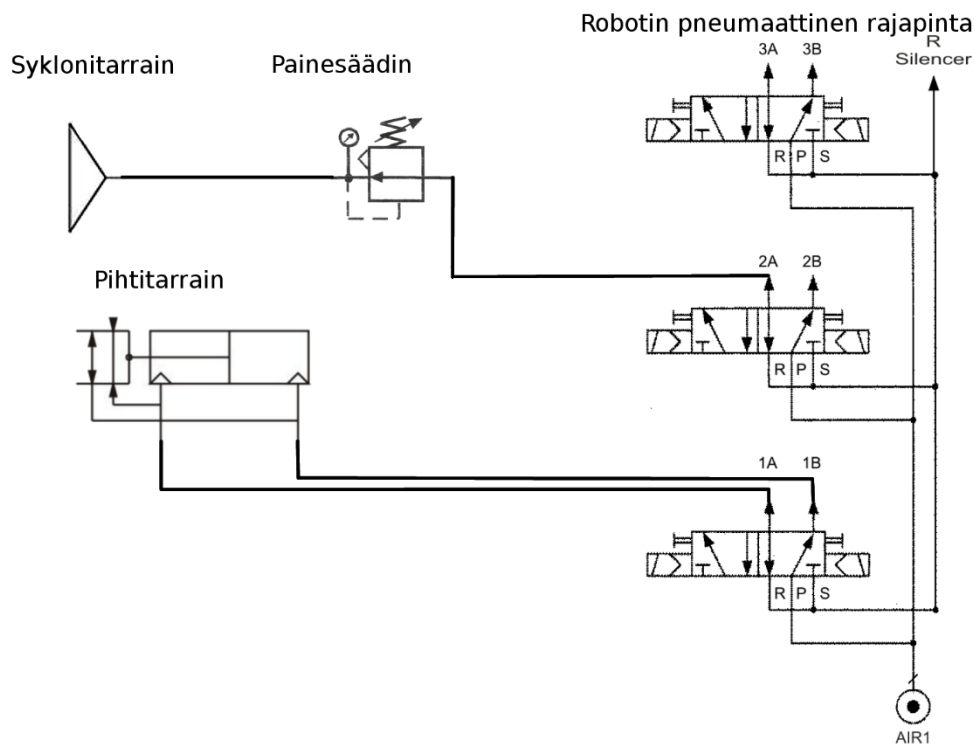 Robotin pneumaattinen rajapinta
R
Silencer
3A 3B
Syklonitarrain
Painesäädin
R P S
2A 2B
Pihtitarrain
R P S
1A 1B
R P S
AIR1